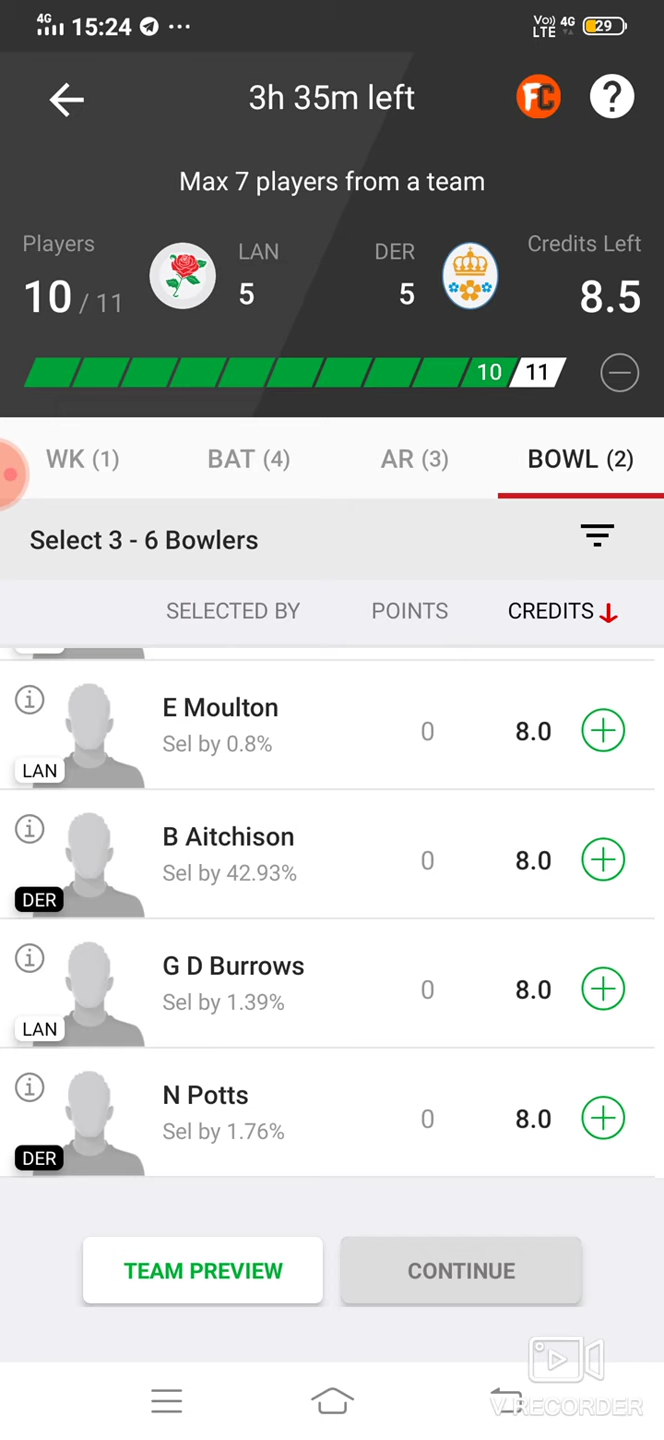 4G 15:24 ... Vo)) LTE 4G 29
3h 35m left FC ?
Max 7 players from a team
Players LAN DER Credits Left
10 / 11 5 5 8.5
10 11
WK (1) BAT (4) AR (3) BOWL (2)
Select 3 - 6 Bowlers
SELECTED BY POINTS CREDITS
E Moulton
Sel by 0.8% 0 8.0
LAN
B Aitchison
Sel by 42.93% 0 8.0
DER
G D Burrows
Sel by 1.39% 0 8.0
LAN
N Potts
Sel by 1.76% 0 8.0
DER
TEAM PREVIEW CONTINUE
V RECORDER